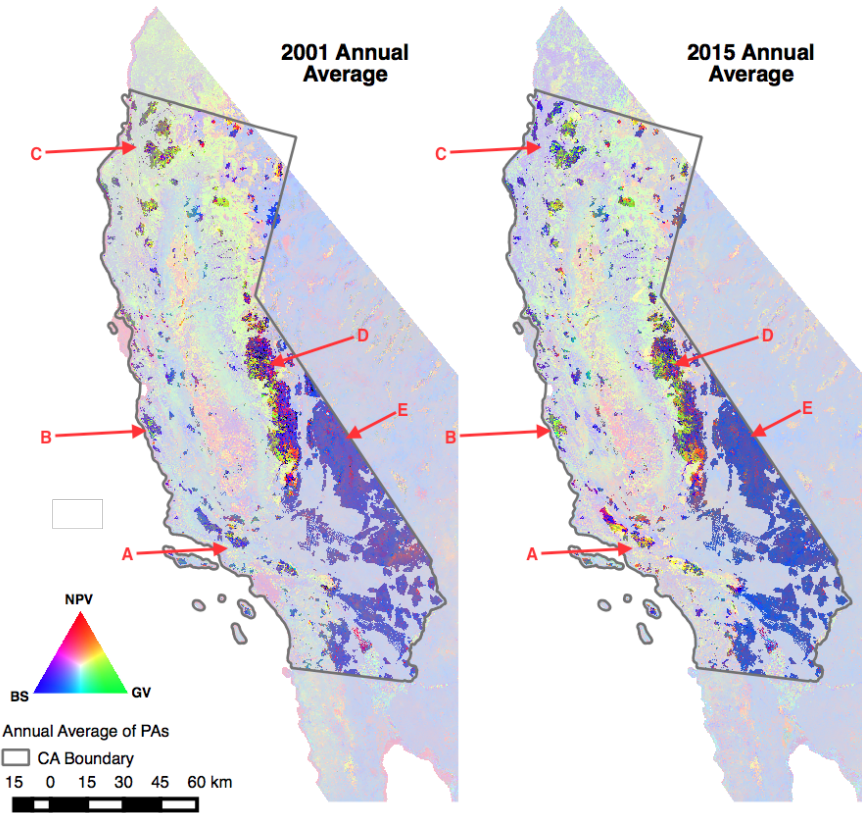 2001 Annual
Average
2015 Annual
Average
C
C
D
D
E
E
B
B
A
A
NPV
BS
GV
Annual Average of PAs
CA Boundary
15 0 15 30 45 60 km